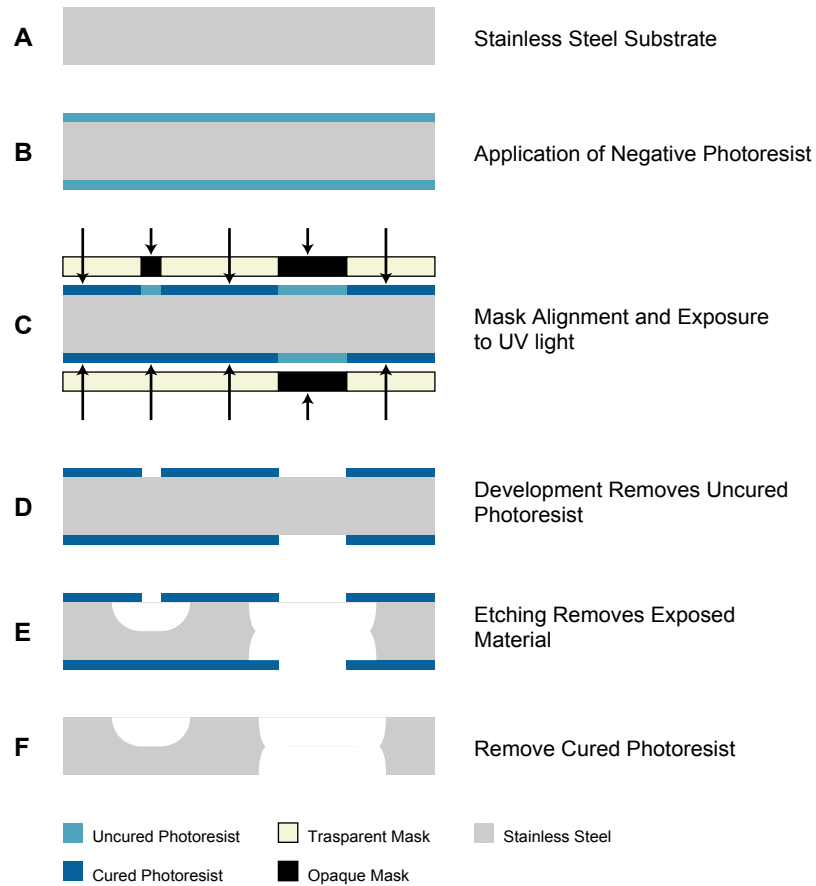 A
Stainless Steel Substrate
B
Application of Negative Photoresist
C
Mask Alignment and Exposure
to UV light
D
Development Removes Uncured
Photoresist
E
Etching Removes Exposed
Material
F
Remove Cured Photoresist
Uncured Photoresist
Trasparent Mask
Stainless Steel
Cured Photoresist
Opaque Mask